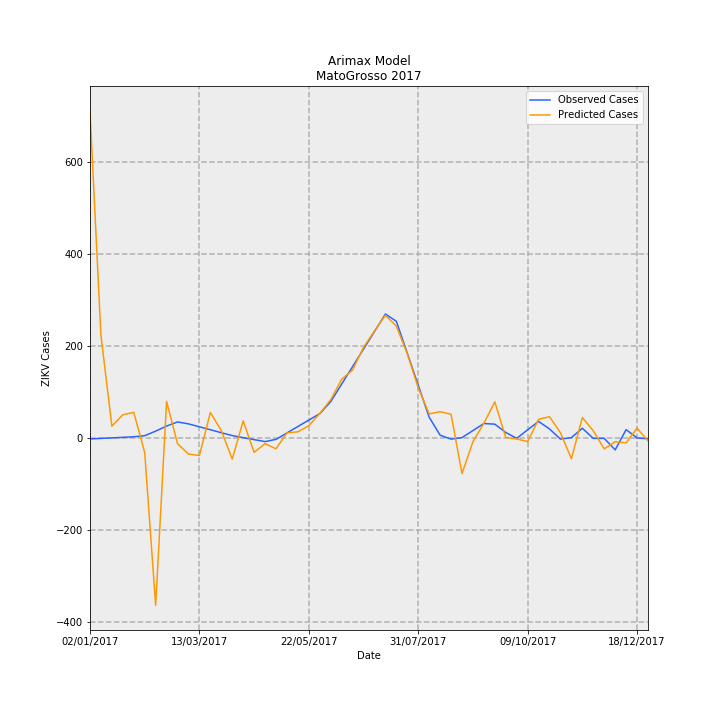 Arimax Model
MatoGrosso 2017
Observed Cases
Predicted Cases
ZIKV Cases
600
400
200
0
−200
−400
02/01/2017
13/03/2017
22/05/2017
31/07/2017
09/10/2017
18/12/2017
Date